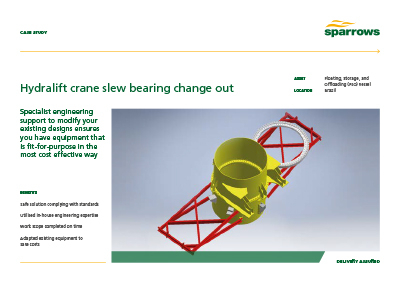 CASE STUDY
sparrows
Hydralift crane slew bearing change out
ASSET
Floating, storage, and
offloading (FSO) vessel
LOCATION
Brazil
Specialist engineering
support to modify your
existing designs ensures
you have equipment that
is fit-for-purpose in the
most cost effective way
BENEFITS
Safe solution complying with standards
Utilised in-house engineering expertise
Work scope completed on time
Adapted existing equipment to
save costs
DELIVERY ASSURED